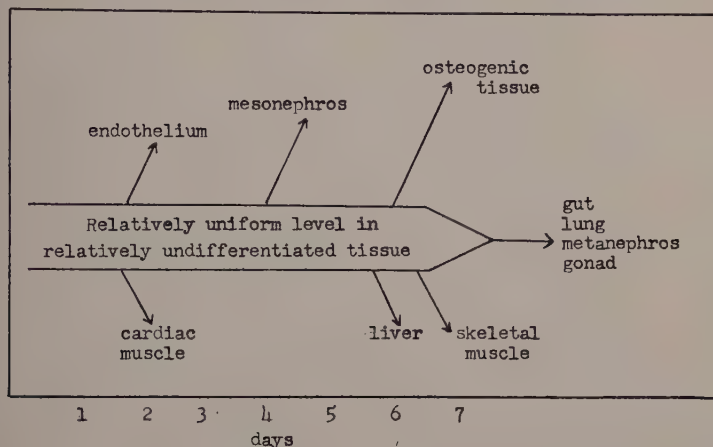 osteogenic
tissue
mesonephros
endothelium
Relatively uniform level in
relatively undifferentiated tissue
gut
lung
metanephros
gonad
cardiac
muscle
liver
skeletal
muscle
1 2 3 4 5 6 7
days